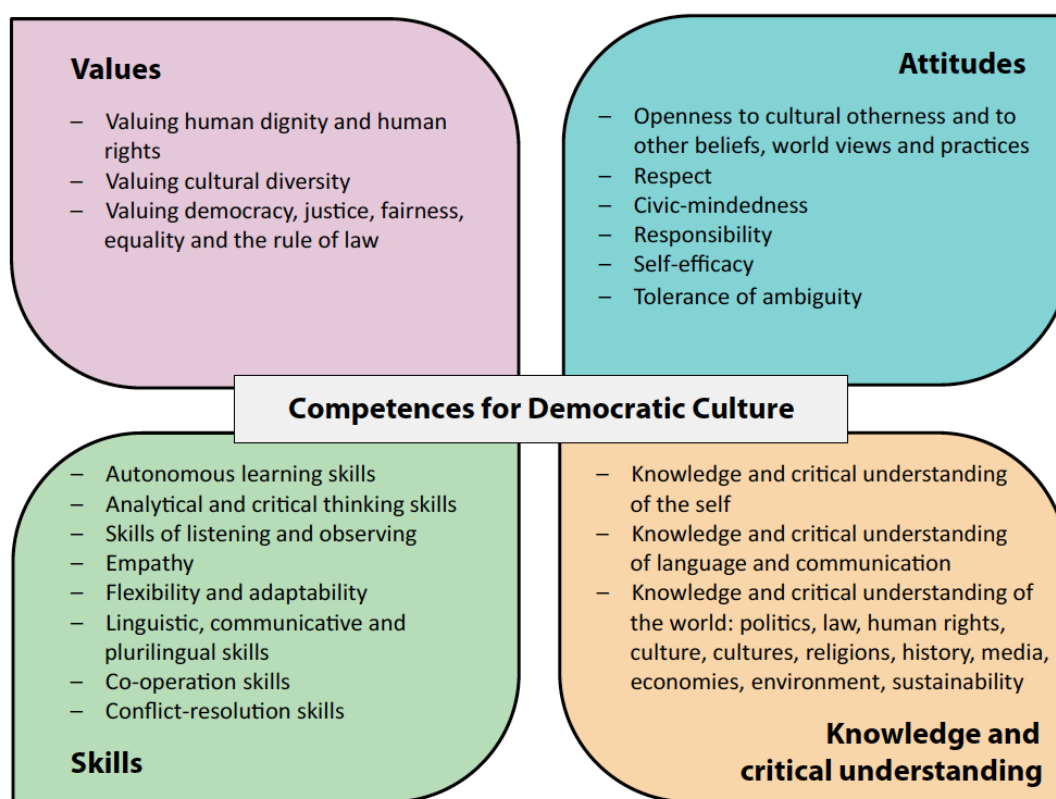 Values
– Valuing human dignity and human
rights
– Valuing cultural diversity
– Valuing democracy, justice, fairness,
equality and the rule of law
Attitudes
– Openness to cultural otherness and to
other beliefs, world views and practices
– Respect
– Civic-mindedness
– Responsibility
– Self-efficacy
– Tolerance of ambiguity
Competences for Democratic Culture
– Autonomous learning skills
– Analytical and critical thinking skills
– Skills of listening and observing
– Empathy
– Flexibility and adaptability
– Linguistic, communicative and
plurilingual skills
– Co-operation skills
– Conflict-resolution skills
Skills
– Knowledge and critical understanding
of the self
– Knowledge and critical understanding
of language and communication
– Knowledge and critical understanding of
the world: politics, law, human rights,
culture, cultures, religions, history, media,
economies, environment, sustainability
Knowledge and
critical understanding